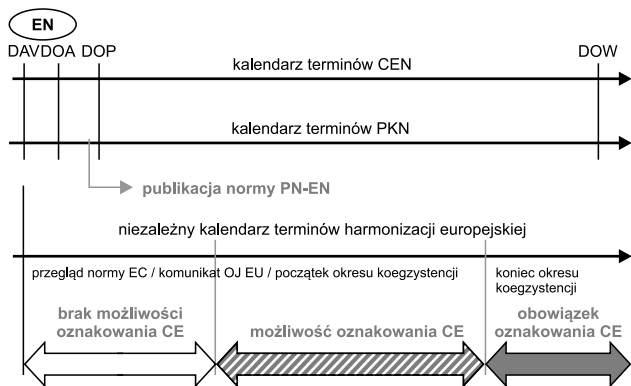 EN
DAV DOA DOP DOW
kalendarz terminów CEN
kalendarz terminów PKN
publikacja normy PN-EN
niezależny kalendarz terminów harmonizacji europejskiej
przegląd normy EC / komunikat OJ EU / początek okresu koegzystencji
koniec okresu
koegzystencji
brak możliwości
oznakowania CE
możliwość oznakowania CE
obowiązek
oznakowania CE